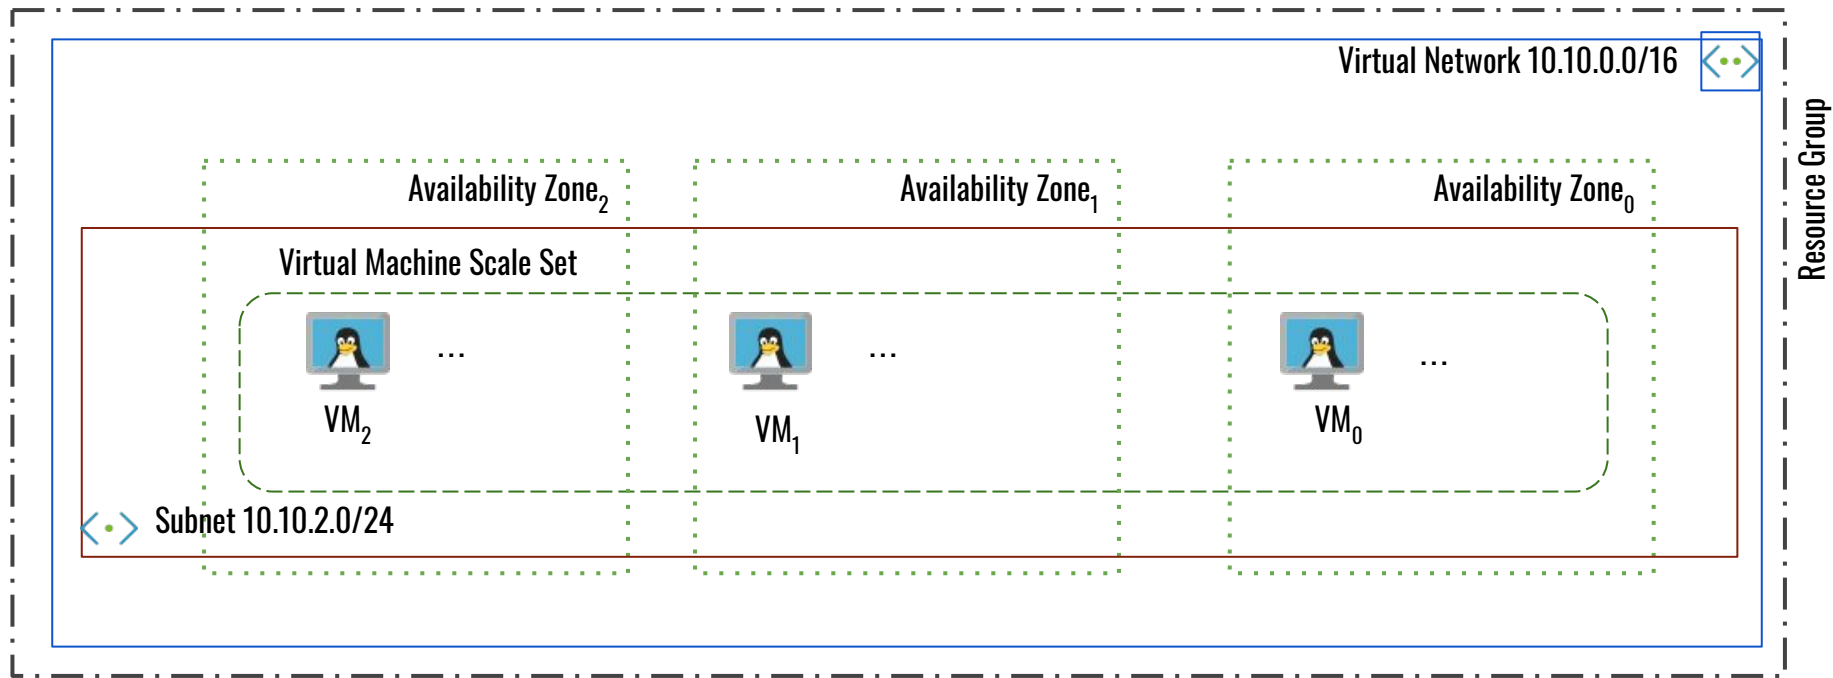 Virtual Network 10.10.0.0/16
Resource Group
Availability Zone2
Availability Zone1
Availability Zone0
Virtual Machine Scale Set
...
...
...
VM2
VM1
VM0
Subnet 10.10.2.0/24